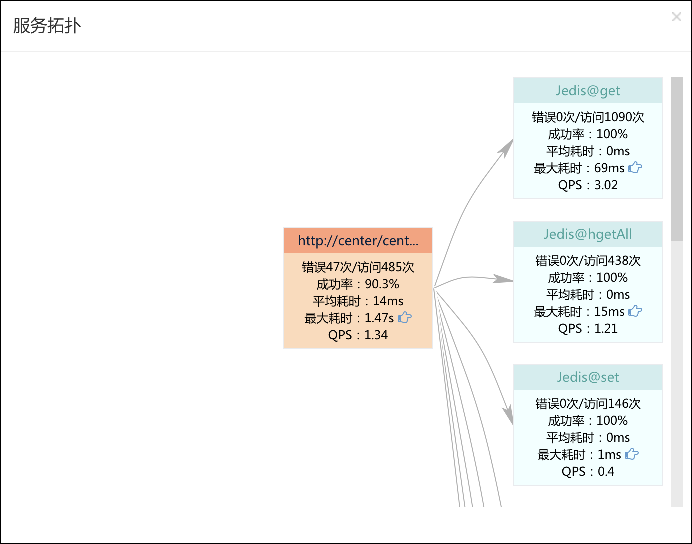 服务拓扑
×
Jedis@get
错误0次/访问1090次
成功率：100%
平均耗时：0ms
最大耗时：69ms
QPS：3.02
http://center/cent...
错误47次/访问485次
成功率：90.3%
平均耗时：14ms
最大耗时：1.47s
QPS：1.34
Jedis@hgetAll
错误0次/访问438次
成功率：100%
平均耗时：0ms
最大耗时：15ms
QPS：1.21
Jedis@set
错误0次/访问146次
成功率：100%
平均耗时：0ms
最大耗时：1ms
QPS：0.4